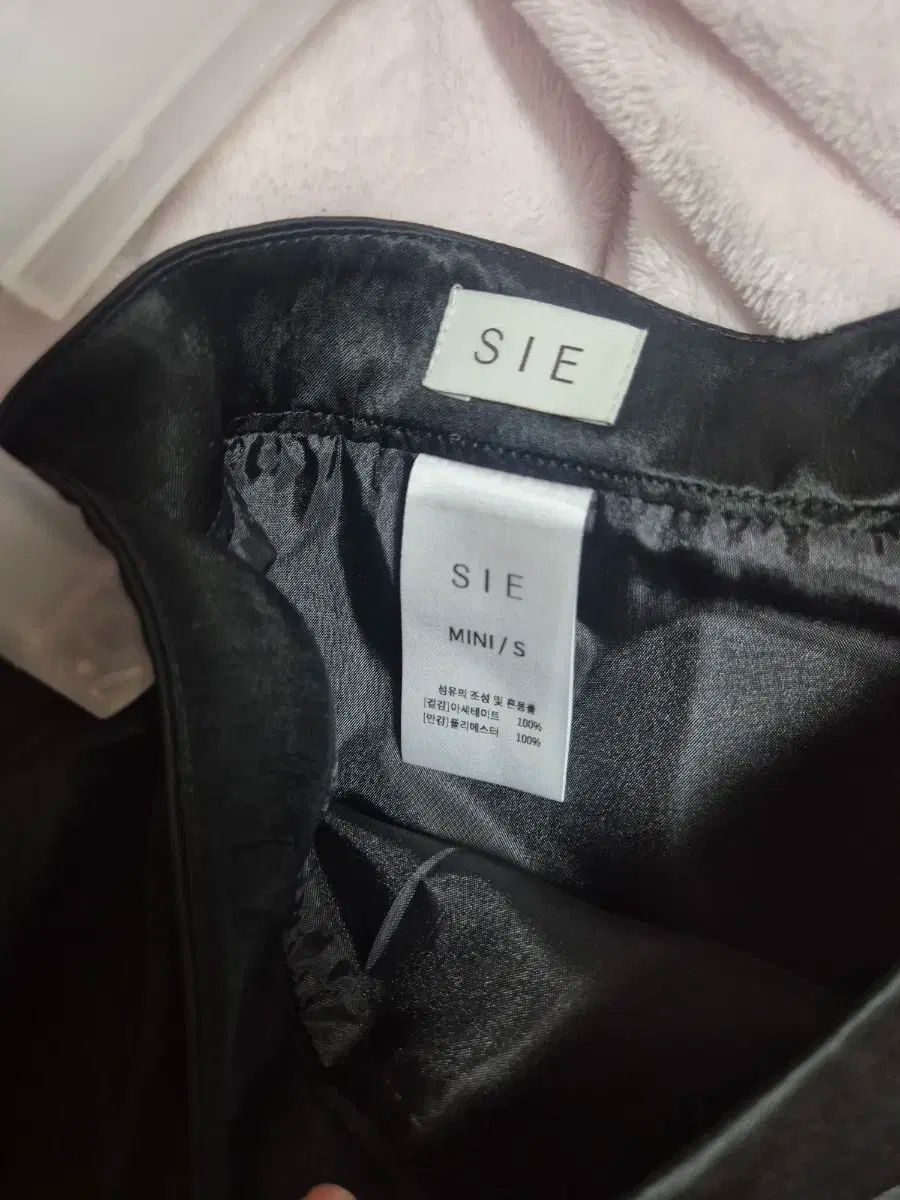 SIE
SIE
MINI/S
섬유의 조성 및 혼용률
[겉감]아세테이트 100%
[안감]폴리에스터 100%